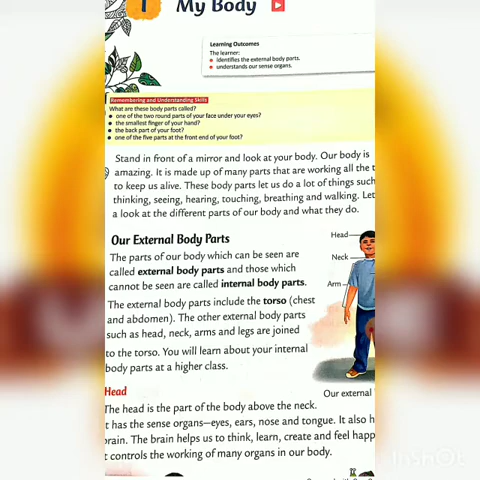 1 My Body
Learning Outcomes
The learner:
• identifies the external body parts.
• understands our sense organs.
Remembering and Understanding Skills
What are these body parts called?
• one of the two round parts of your face under your eyes?
• the smallest finger of your hand?
• the back part of your foot?
• one of the five parts at the front end of your foot?
Stand in front of a mirror and look at your body. Our body is
amazing. It is made up of many parts that are working all the t
to keep us alive. These body parts let us do a lot of things such
thinking, seeing, hearing, touching, breathing and walking. Let
a look at the different parts of our body and what they do.
Our External Body Parts
The parts of our body which can be seen are
called external body parts and those which
cannot be seen are called internal body parts.
The external body parts include the torso (chest
and abdomen). The other external body parts
such as head, neck, arms and legs are joined
to the torso. You will learn about your internal
body parts at a higher class.
Head
Neck
Arm
Our external
Head
The head is the part of the body above the neck.
t has the sense organs—eyes, ears, nose and tongue. It also h
brain. The brain helps us to think, learn, create and feel happ
t controls the working of many organs in our body.